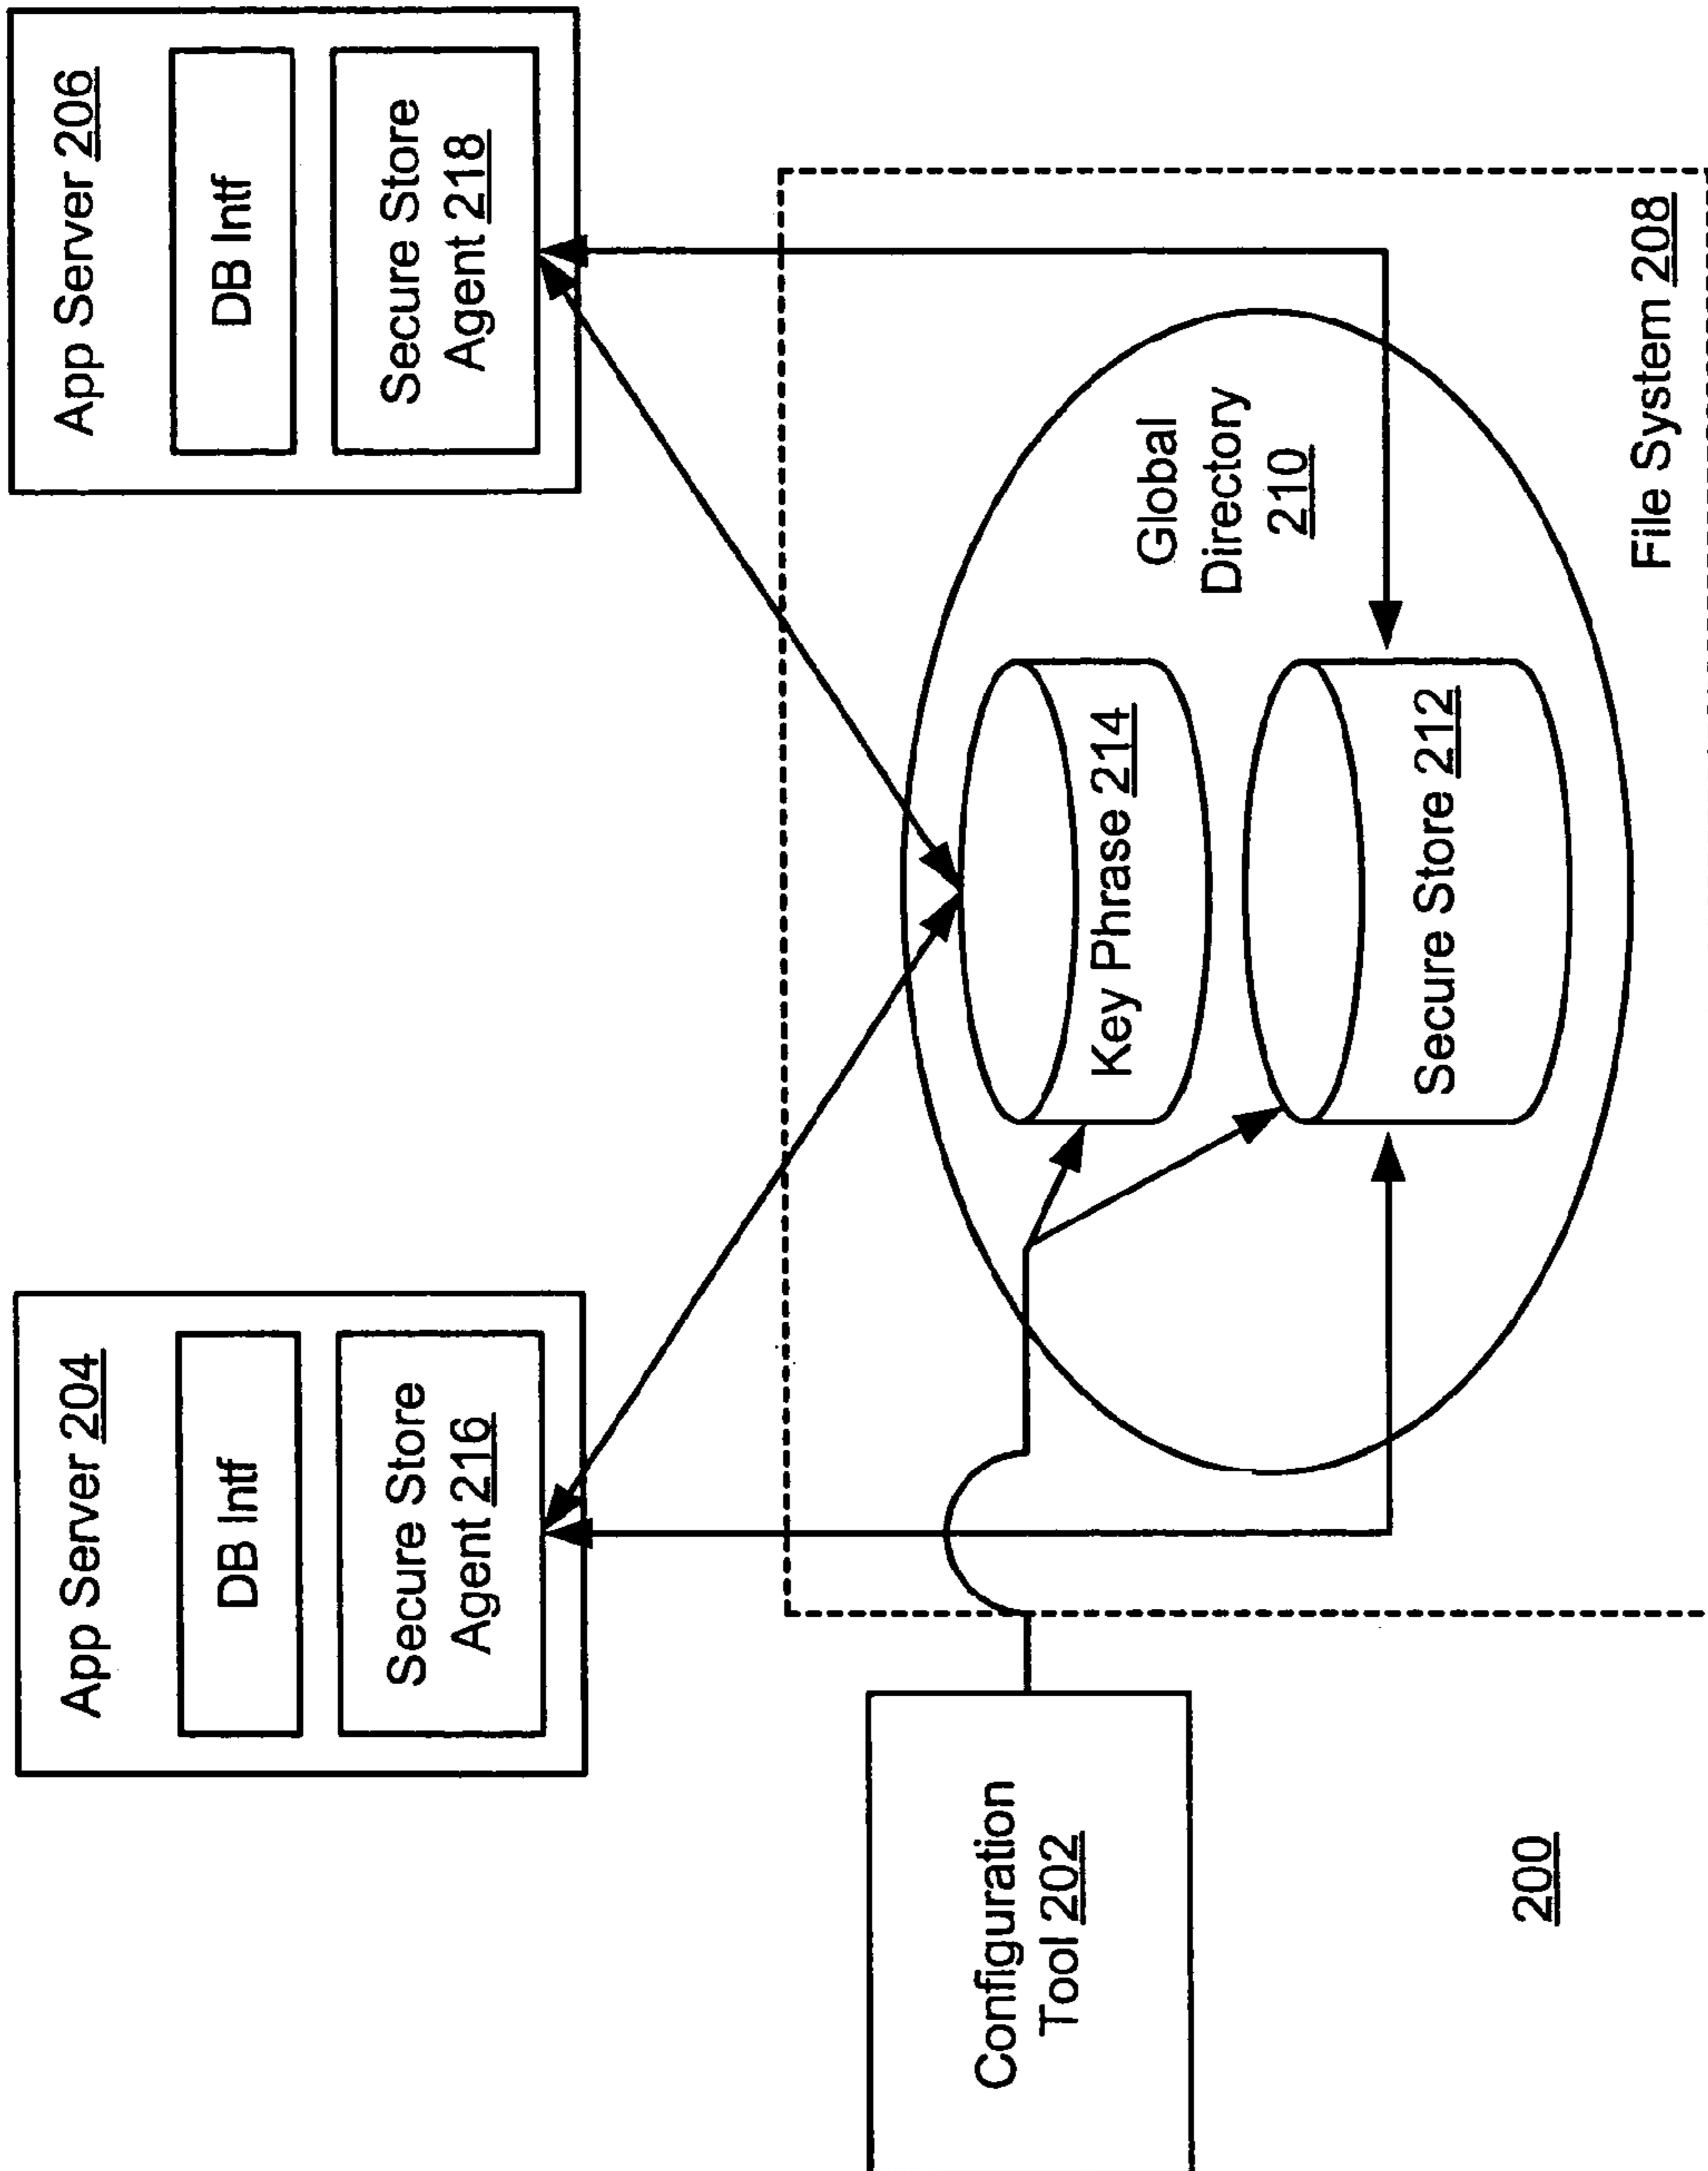 App Server 204
DB Intf
Secure Store
Agent 216
App Server 206
DB Intf
Secure Store
Agent 218
Configuration
Tool 202
Key Phrase 214
Global
Directory
210
Secure Store 212
File System 208
200